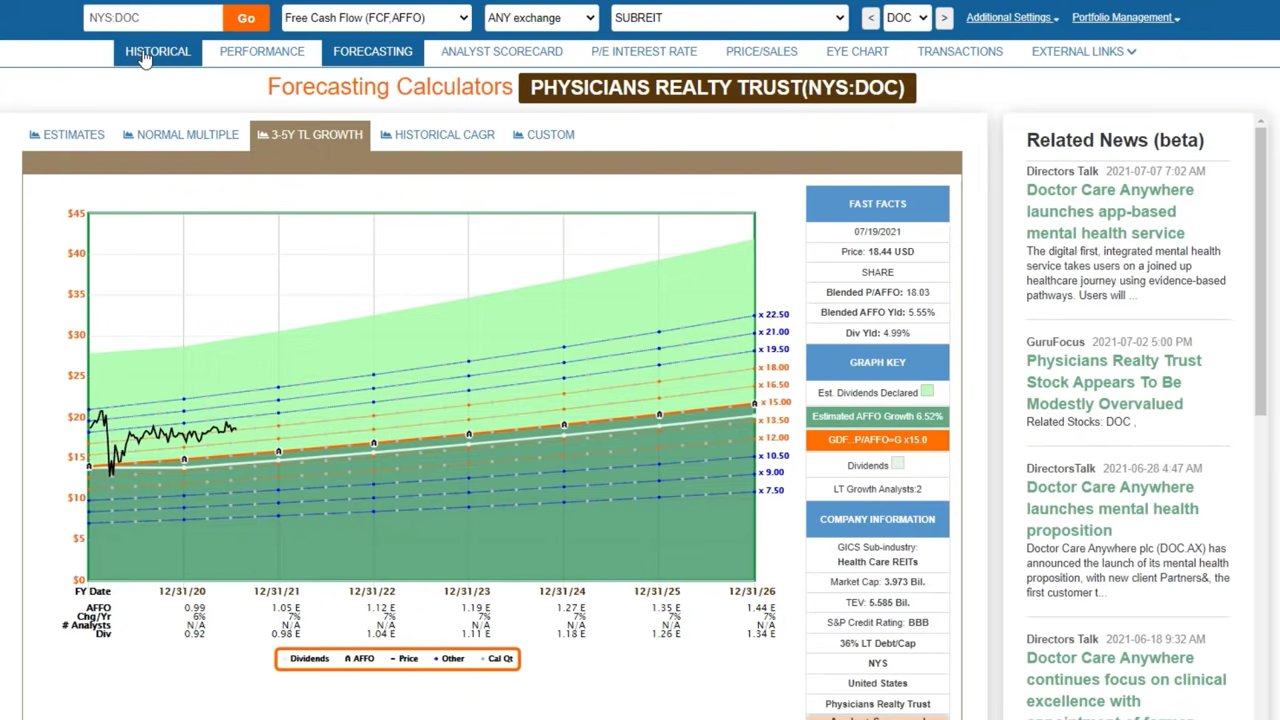 NYS:DOC
Go
Free Cash Flow (FCF,AFFO)
ANY exchange
SUBREIT
<
DOC
>
Additional Settings
Portfolio Management
HISTORICAL
PERFORMANCE
FORECASTING
ANALYST SCORECARD
P/E INTEREST RATE
PRICE/SALES
EYE CHART
TRANSACTIONS
EXTERNAL LINKS
Forecasting Calculators PHYSICIANS REALTY TRUST(NYS:DOC)
ESTIMATES
NORMAL MULTIPLE
3-5Y TL GROWTH
HISTORICAL CAGR
CUSTOM
$45
$40
$35
$30
$25
$20
$15
$10
$5
$0
x 22.50
x 21.00
x 19.50
x 18.00
x 16.50
x 15.00
x 13.50
x 12.00
x 10.50
x 9.00
x 7.50
FY Date 12/31/20 12/31/21 12/31/22 12/31/23 12/31/24 12/31/25 12/31/26
AFFO 0.99 1.05 E 1.12 E 1.19 E 1.27 E 1.35 E 1.44 E
Chg/Yr 6% 7% 7% 7% 7% 7% 7%
# Analysts N/A N/A N/A N/A N/A N/A N/A
Div 0.92 0.98 E 1.04 E 1.11 E 1.18 E 1.26 E 1.34 E
Dividends AFFO Price Other Cal Qt
FAST FACTS
07/19/2021
Price: 18.44 USD
SHARE
Blended P/AFFO: 18.03
Blended AFFO Yld: 5.55%
Div Yld: 4.99%
GRAPH KEY
Est. Dividends Declared
Estimated AFFO Growth 6.52%
GDF...P/AFFO=G x15.0
Dividends
LT Growth Analysts:2
COMPANY INFORMATION
GICS Sub-industry:
Health Care REITs
Market Cap: 3.973 Bil.
TEV: 5.585 Bil.
S&P Credit Rating: BBB
36% LT Debt/Cap
NYS
United States
Physicians Realty Trust
Related News (beta)
Directors Talk 2021-07-07 7:02 AM
Doctor Care Anywhere
launches app-based
mental health service
The digital first, integrated mental health
service takes users on a joined up
healthcare journey using evidence-based
pathways. Users will ...
GuruFocus 2021-07-02 5:00 PM
Physicians Realty Trust
Stock Appears To Be
Modestly Overvalued
Related Stocks: DOC ,
DirectorsTalk 2021-06-28 4:47 AM
Doctor Care Anywhere
launches mental health
proposition
Doctor Care Anywhere plc (DOC.AX) has
announced the launch of its mental health
proposition, with new client Partners&, the
first customer t...
Directors Talk 2021-06-18 9:32 AM
Doctor Care Anywhere
continues focus on clinical
excellence with